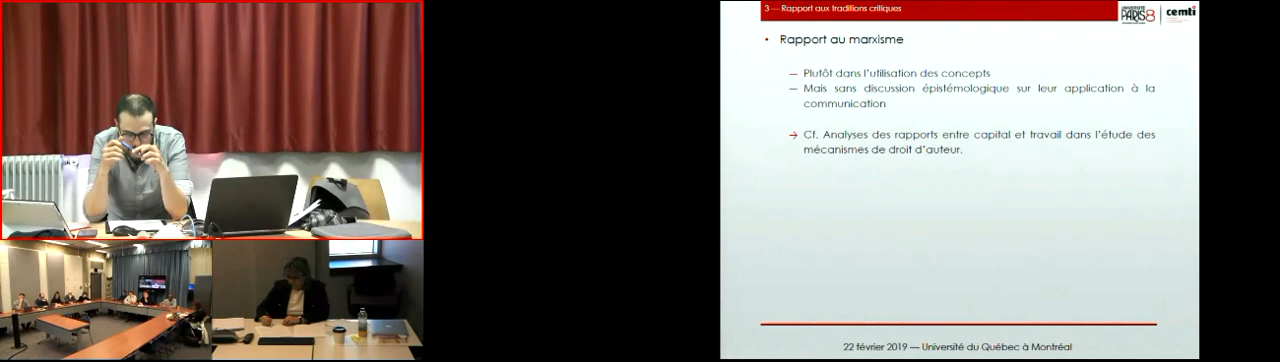 3 — Rapport aux traditions critiques
UNIVERSITÉ
PARIS8
cemti
• Rapport au marxisme
— Plutôt dans l'utilisation des concepts
— Mais sans discussion épistémologique sur leur application à la
communication
→ Cf. Analyses des rapports entre capital et travail dans l'étude des
mécanismes de droit d'auteur.
22 février 2019 — Université du Québec à Montréal